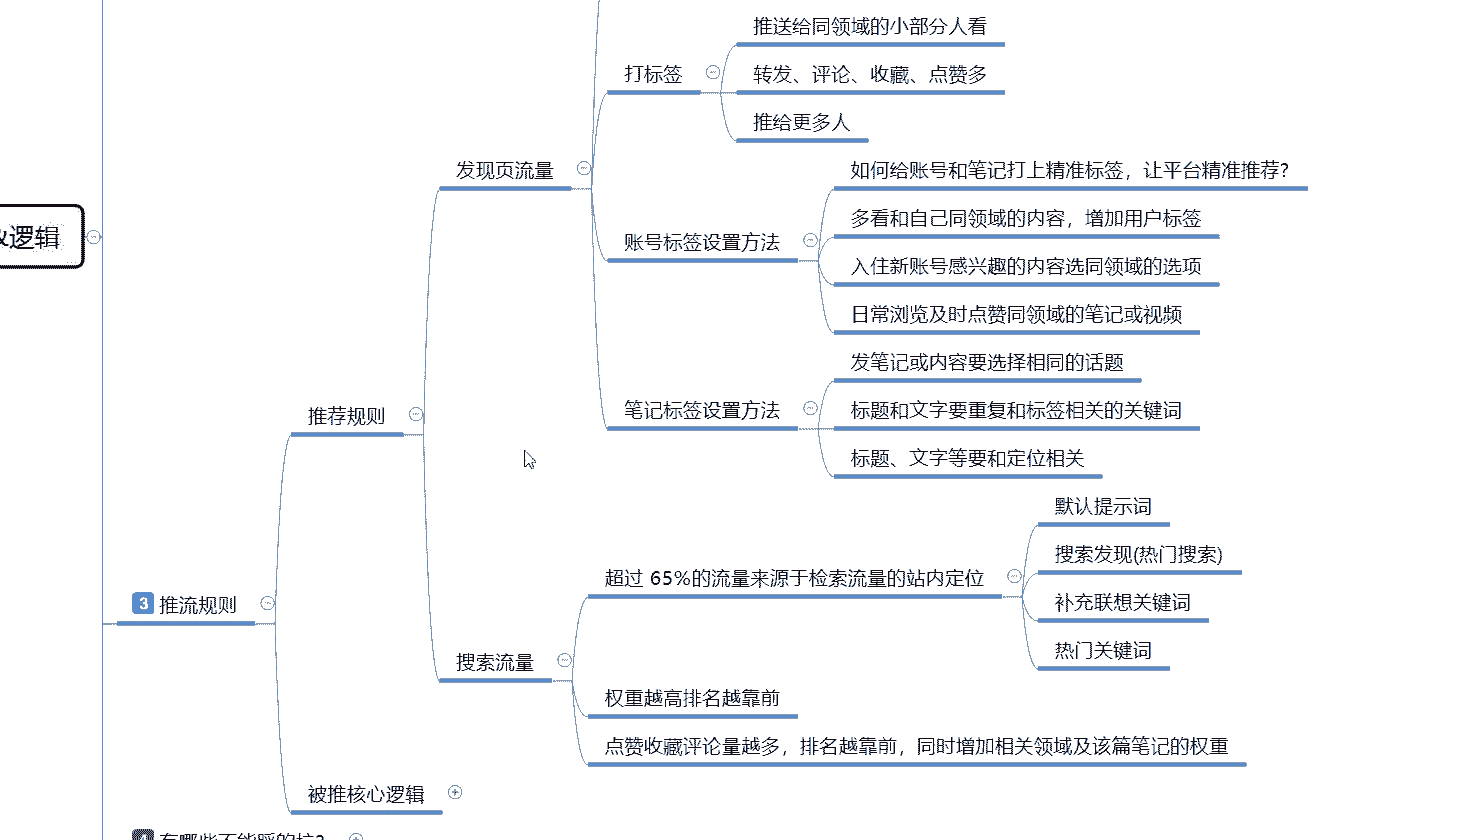 推送给同领域的小部分人看
打标签
转发、评论、收藏、点赞多
推给更多人
发现页流量
如何给账号和笔记打上精准标签，让平台精准推荐？
多看和自己同领域的内容，增加用户标签
&逻辑
账号标签设置方法
入住新账号感兴趣的内容选同领域的选项
日常浏览及时点赞同领域的笔记或视频
发笔记或内容要选择相同的话题
推荐规则
笔记标签设置方法
标题和文字要重复和标签相关的关键词
标题、文字等要和定位相关
默认提示词
搜索发现(热门搜索)
超过 65%的流量来源于检索流量的站内定位
3 推流规则
补充联想关键词
热门关键词
搜索流量
权重越高排名越靠前
点赞收藏评论量越多，排名越靠前，同时增加相关领域及该篇笔记的权重
被推核心逻辑
4 有哪些不能踩的坑?